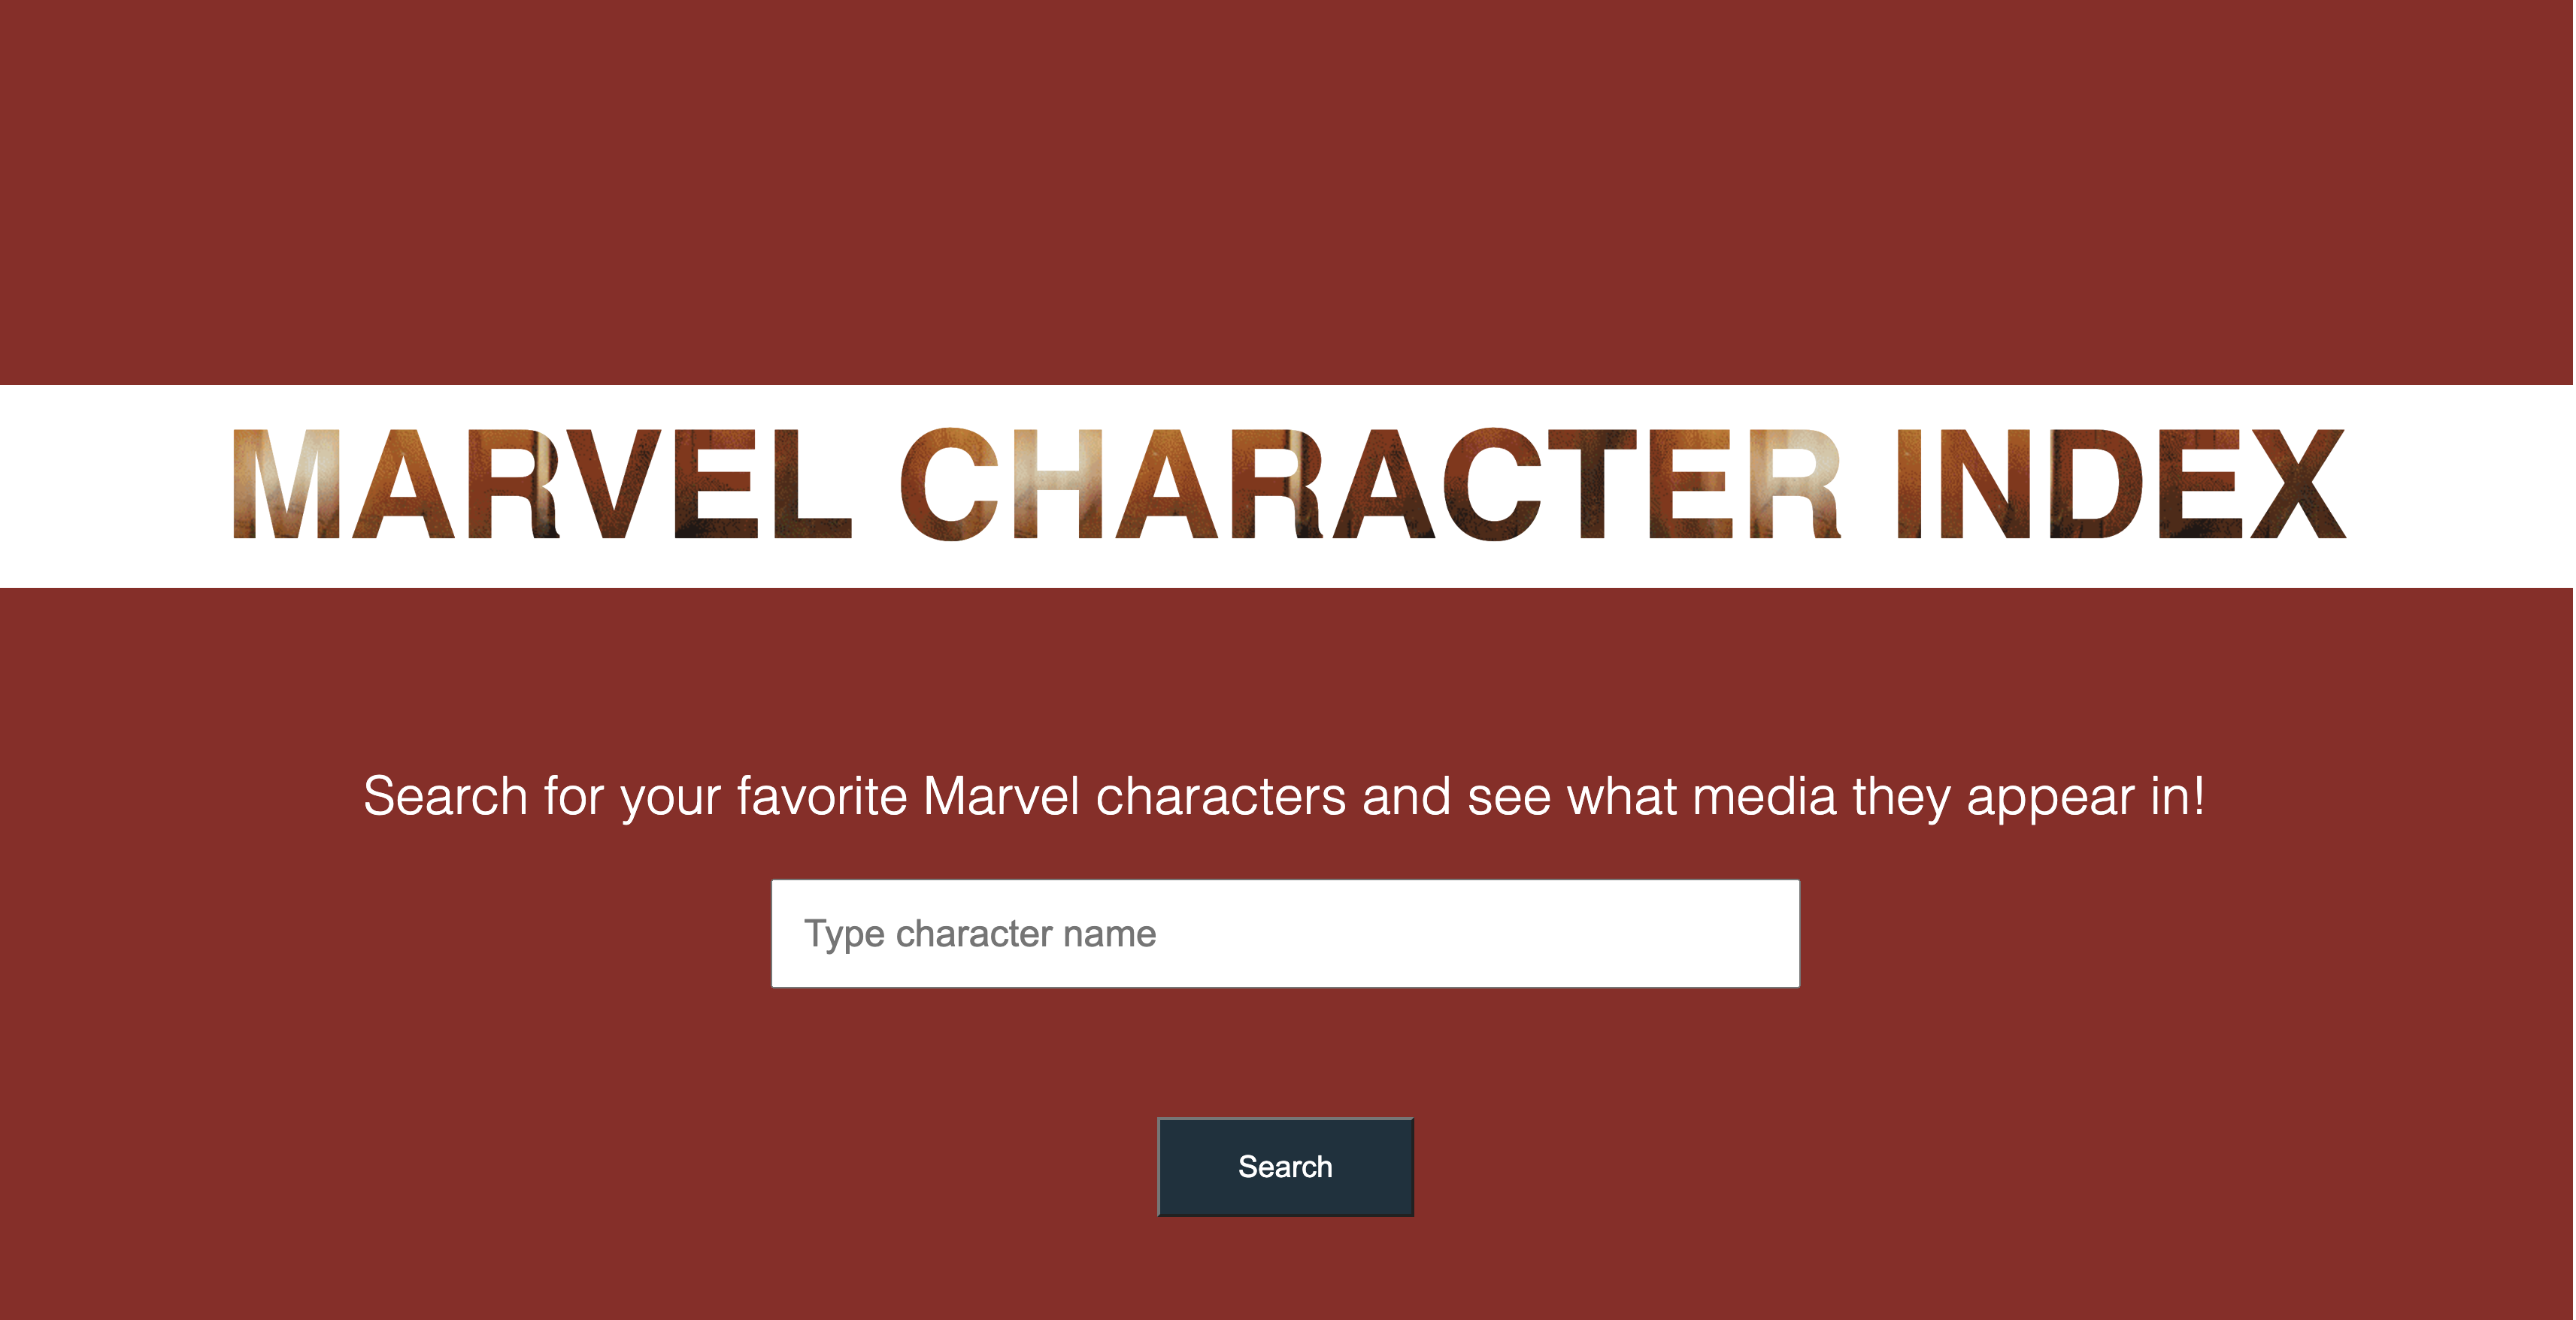 MARVEL CHARACTER INDEX
Search for your favorite Marvel characters and see what media they appear in!
Type character name
Search